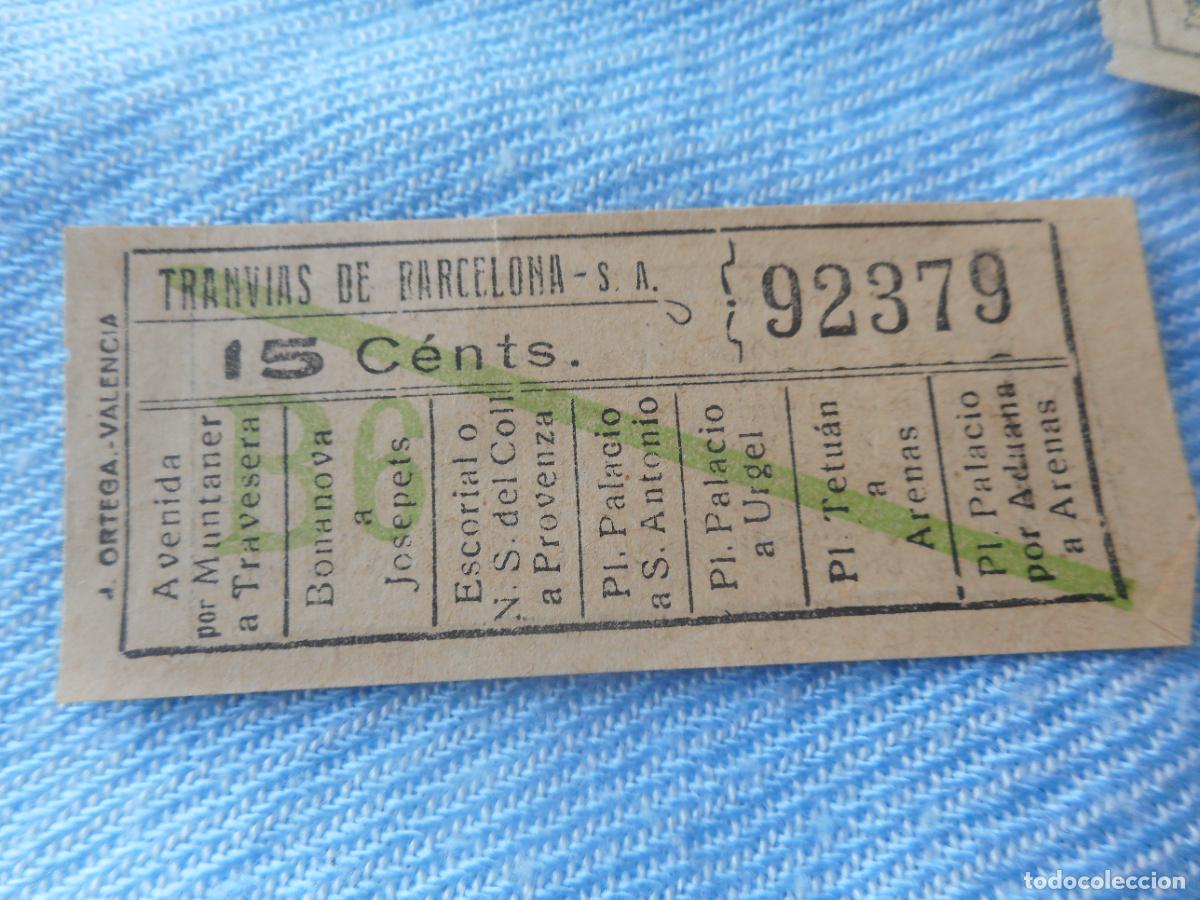 TRANVIAS DE BARCELONA - S. A.
92379
15 Cénts.
B6
Avenida
por Muntaner
a Travesera
Bonanova
a
Josepets
Escorial o
N. S. del Coll
a Provenza
Pl. Palacio
a S. Antonio
Pl. Palacio
a Urgel
Pl. Tetuán
a
Arenas
Pl. Palacio
por Aduana
a Arenas
J. ORTEGA.-VALENCIA
todocoleccion